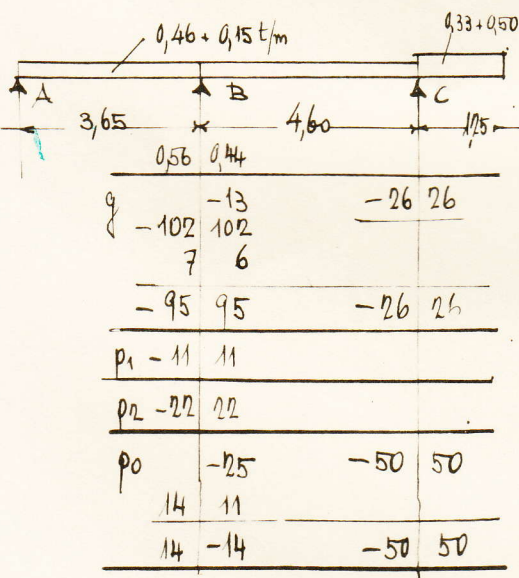 0,46 + 0,15 t/m
0,33+0,50
A B C
3,65 4,60 1,25
0,56 0,44
g -13 -26 26
-102 102
7 6
-95 95 -26 26
p1 -11 11
p2 -22 22
p0 -25 -50 50
14 11
14 -14 -50 50